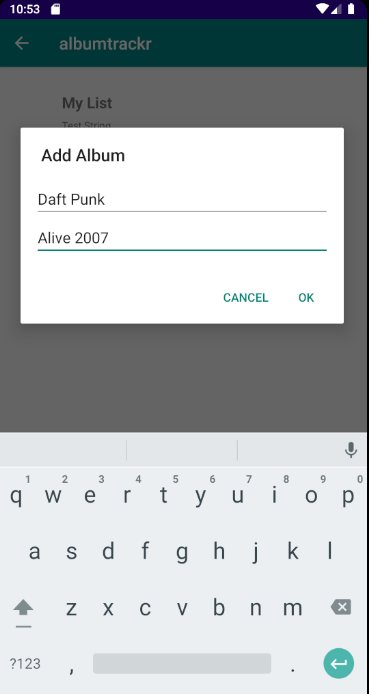 10:53
albumtrackr
My List
Test String
Add Album
Daft Punk
Alive 2007
CANCEL OK
1 2 3 4 5 6 7 8 9 0
q w e r t y u i o p
a s d f g h j k l
z x c v b n m
?123 , .